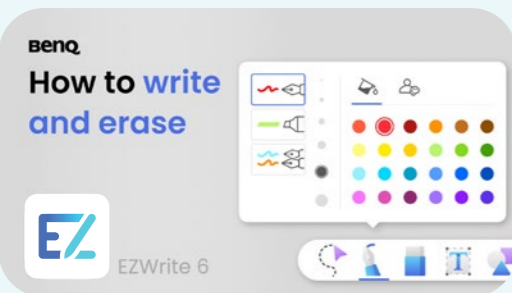 BenQ
How to write
and erase
EZ
EZWrite 6
T